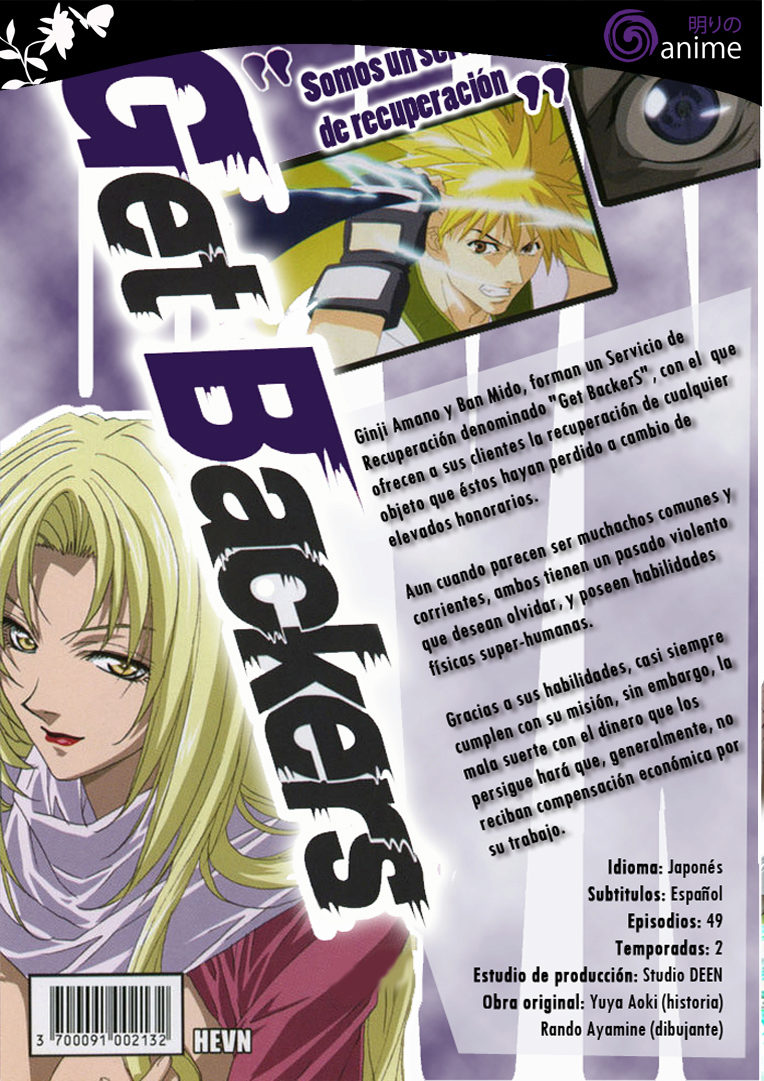 明りの
anime
"Somos un
de recuperación"
Get Backers
Ginji Amano y Ban Mido, forman un Servicio de
Recuperación denominado "Get BackerS" , con el que
ofrecen a sus clientes la recuperación de cualquier
objeto que éstos hayan perdido a cambio de
elevados honorarios.
Aun cuando parecen ser muchachos comunes y
corrientes, ambos tienen un pasado violento
que desean olvidar, y poseen habilidades
físicas super-humanas.
Gracias a sus habilidades, casi siempre
cumplen con su misión, sin embargo, la
mala suerte con el dinero que los
persigue hará que, generalmente, no
reciban compensación económica por
su trabajo.
Idioma: Japonés
Subtitulos: Español
Episodios: 49
Temporadas: 2
Estudio de producción: Studio DEEN
Obra original: Yuya Aoki (historia)
Rando Ayamine (dibujante)
3 700091 002132
HEVN